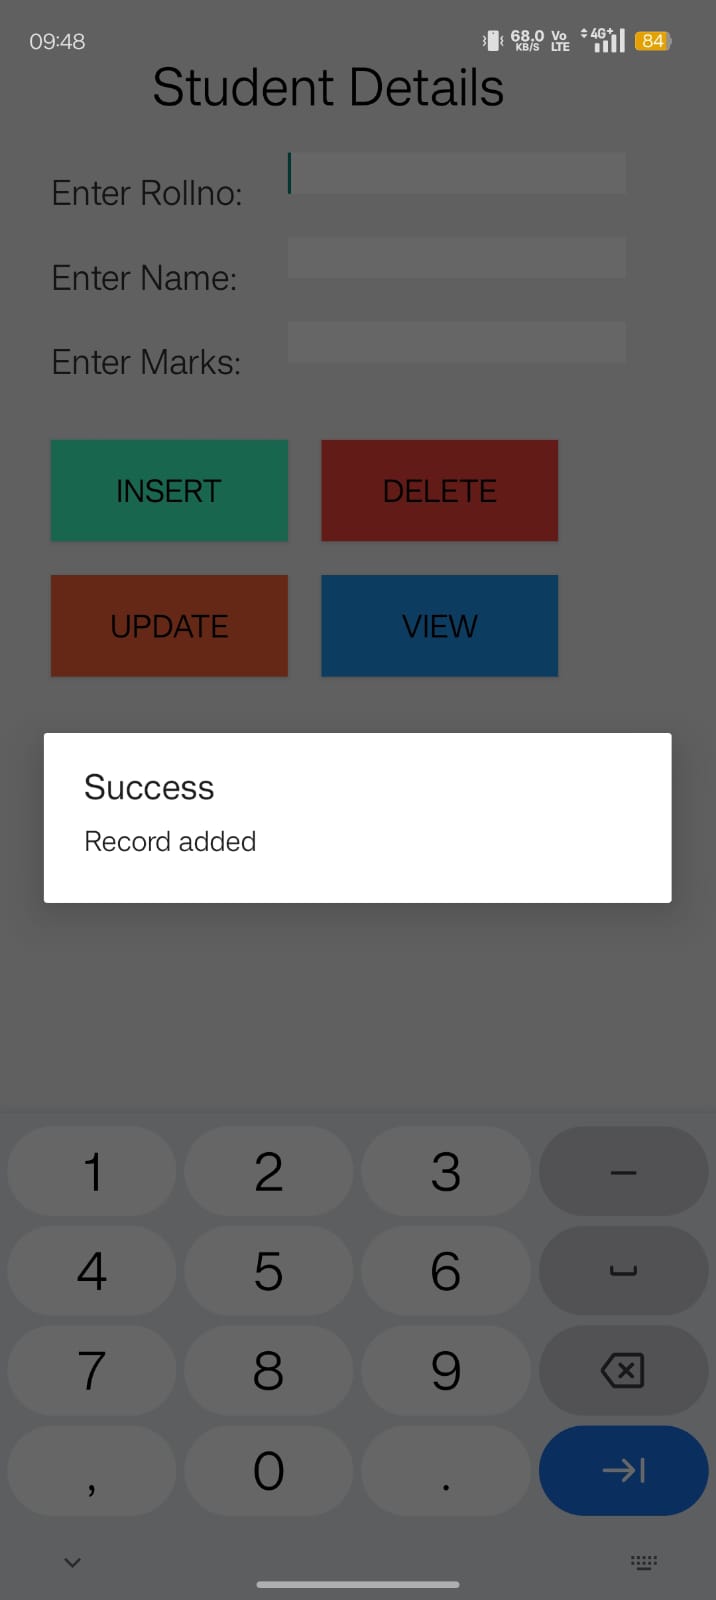 09:48 68.0 KB/S Vo LTE 4G+ 84
Student Details
Enter Rollno:
Enter Name:
Enter Marks:
INSERT DELETE
UPDATE VIEW
Success
Record added
1 2 3 –
4 5 6
7 8 9
, 0 .